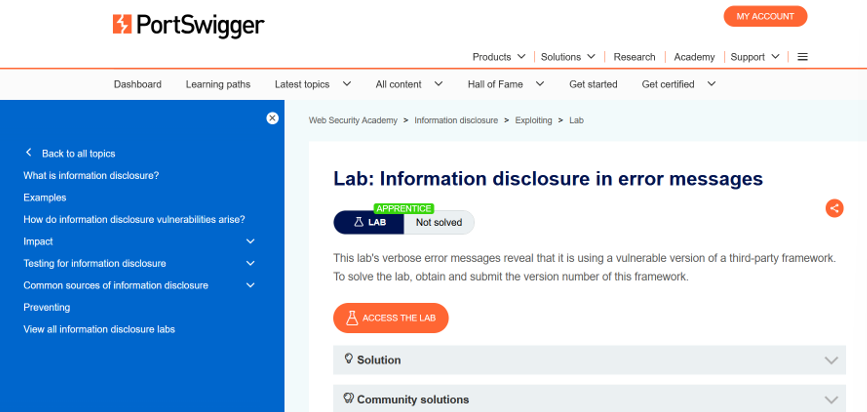 PortSwigger
MY ACCOUNT
Products
Solutions
Research
Academy
Support
Dashboard
Learning paths
Latest topics
All content
Hall of Fame
Get started
Get certified
Back to all topics
What is information disclosure?
Examples
How do information disclosure vulnerabilities arise?
Impact
Testing for information disclosure
Common sources of information disclosure
Preventing
View all information disclosure labs
Web Security Academy > Information disclosure > Exploiting > Lab
Lab: Information disclosure in error messages
APPRENTICE
LAB
Not solved
This lab's verbose error messages reveal that it is using a vulnerable version of a third-party framework.
To solve the lab, obtain and submit the version number of this framework.
ACCESS THE LAB
Solution
Community solutions